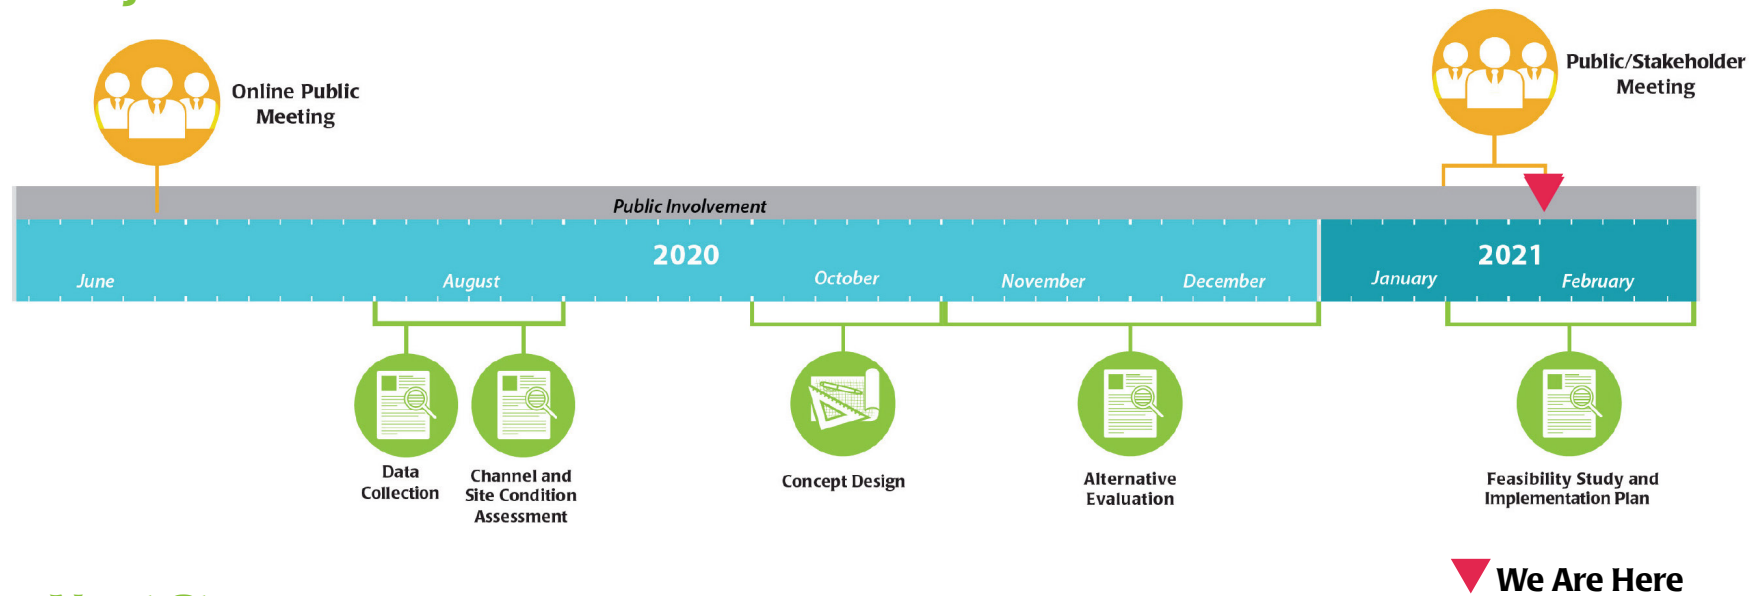 Online Public
Meeting
Public/Stakeholder
Meeting
Public Involvement
2020
2021
June
August
October
November
December
January
February
Data
Collection
Channel and
Site Condition
Assessment
Concept Design
Alternative
Evaluation
Feasibility Study and
Implementation Plan
We Are Here